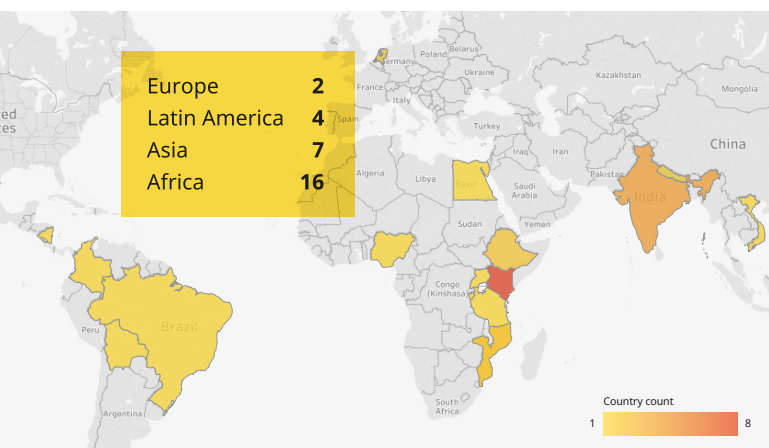 Europe 2
Latin America 4
Asia 7
Africa 16
Poland
Belarus
Ukraine
France
Italy
Spain
Turkey
Kazakhstan
Mongolia
China
Iraq
Iran
Pakistan
India
Algeria
Libya
Egypt
Saudi
Arabia
Sudan
Yemen
Congo
(Kinshasa)
Peru
Brazil
Argentina
South
Africa
Country count
1 8